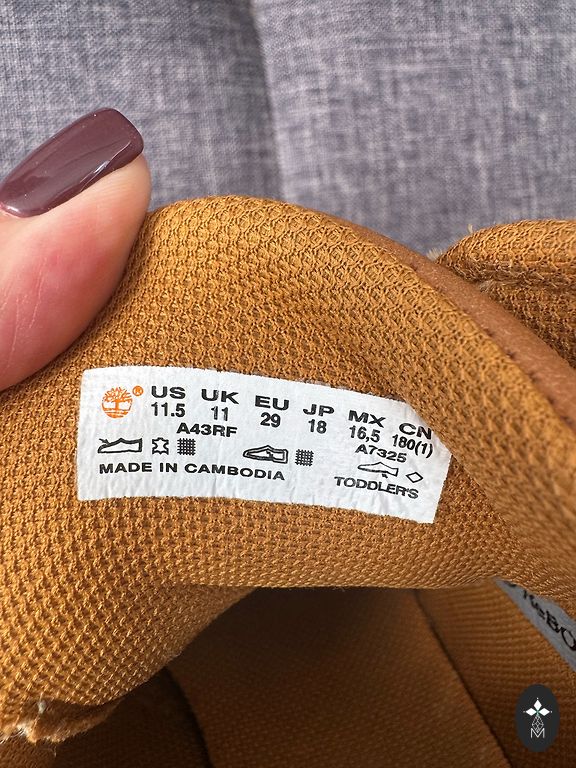 US UK EU JP MX CN
11.5 11 29 18 16,5 180(1)
A43RF A7325
MADE IN CAMBODIA
TODDLER'S